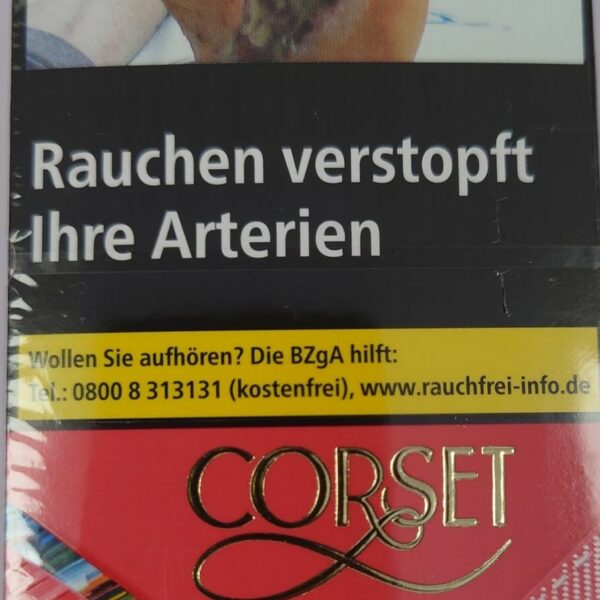 Rauchen verstopft
Ihre Arterien
Wollen Sie aufhören? Die BZgA hilft:
Tel.: 0800 8 313131 (kostenfrei), www.rauchfrei-info.de
CORSET